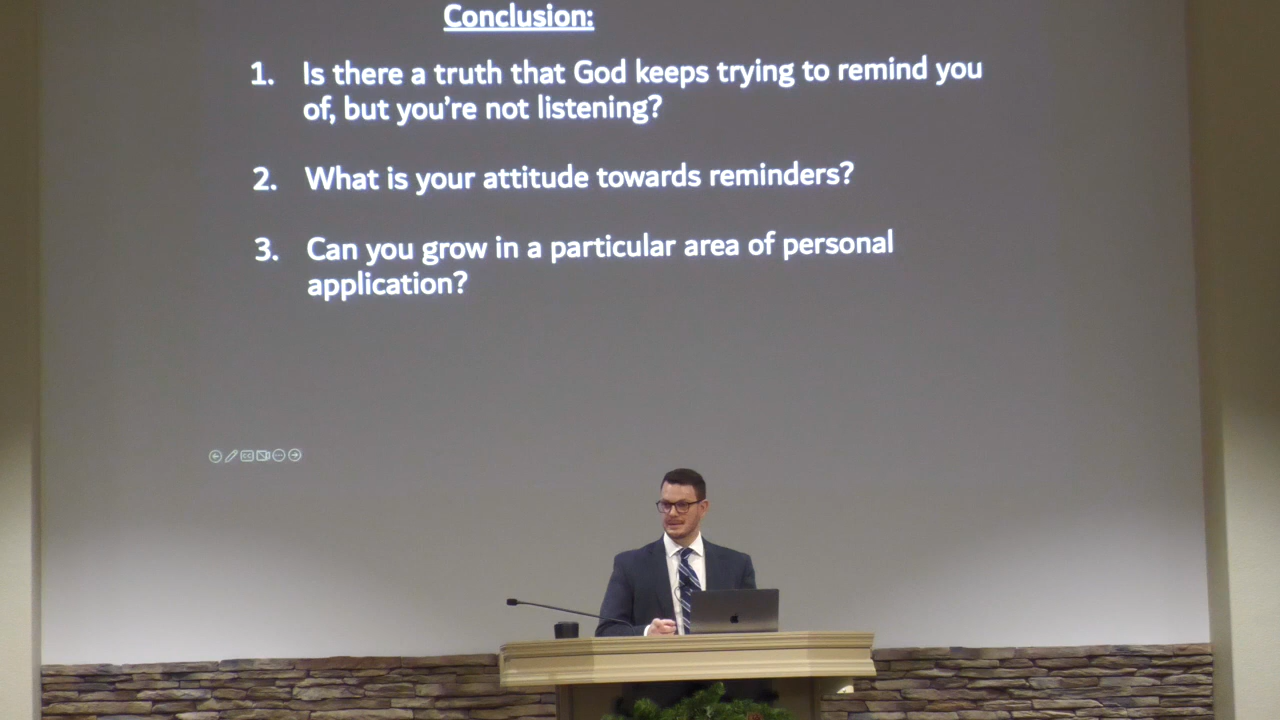 Conclusion:
1. Is there a truth that God keeps trying to remind you
of, but you're not listening?
2. What is your attitude towards reminders?
3. Can you grow in a particular area of personal
application?